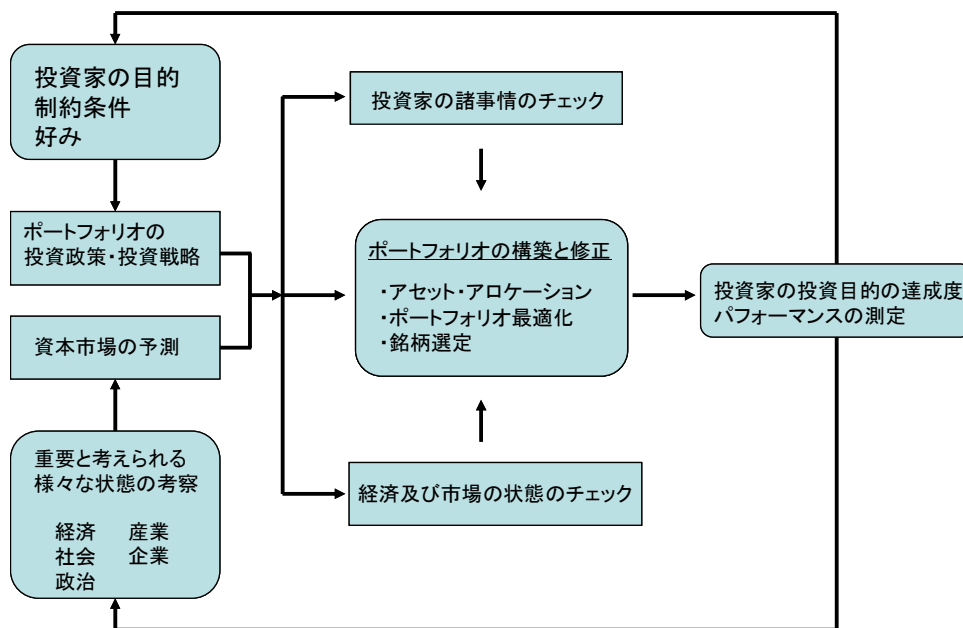 投資家の目的
制約条件
好み
ポートフォリオの
投資政策・投資戦略
資本市場の予測
重要と考えられる
様々な状態の考察
経済 産業
社会 企業
政治
投資家の諸事情のチェック
ポートフォリオの構築と修正
・アセット・アロケーション
・ポートフォリオ最適化
・銘柄選定
経済及び市場の状態のチェック
投資家の投資目的の達成度
パフォーマンスの測定